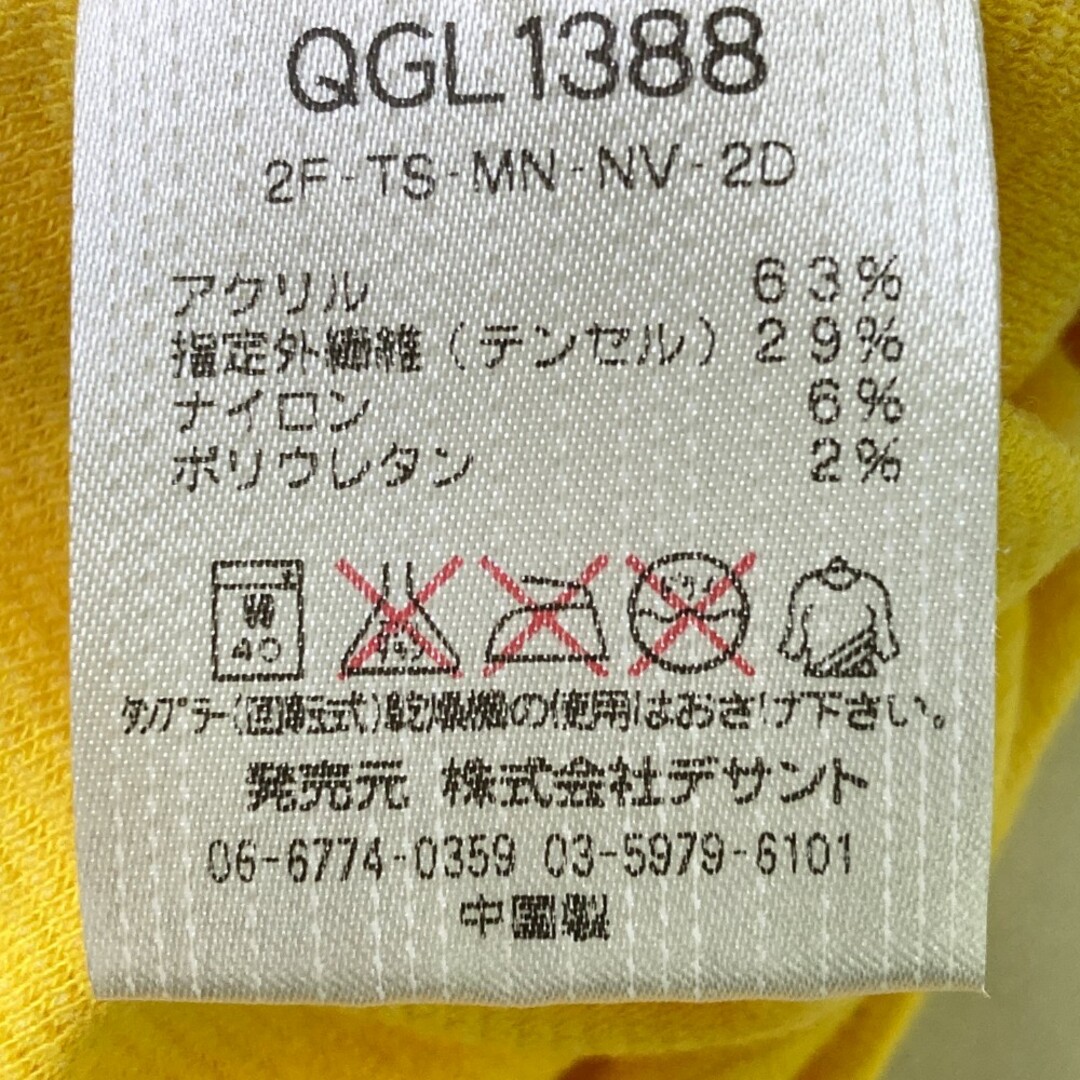 QGL1388
2F-TS-MN-NV-2D
アクリル 63%
指定外繊維(テンセル) 29%
ナイロン 6%
ポリウレタン 2%
弱 40
タンブラー(回転式)乾燥機の使用はおさけ下さい。
発売元 株式会社デサント
06-6774-0359 03-5979-6101
中国製